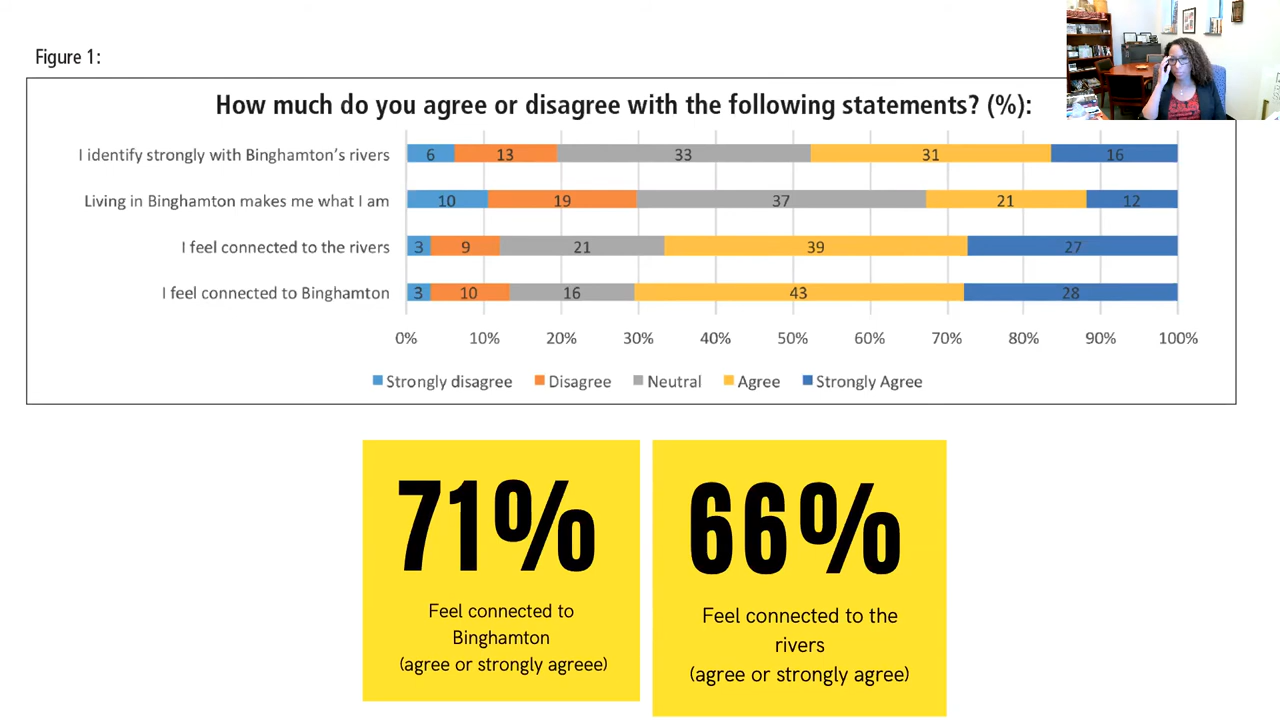 Figure 1:
How much do you agree or disagree with the following statements? (%):
I identify strongly with Binghamton's rivers 6 13 33 31 16
Living in Binghamton makes me what I am 10 19 37 21 12
I feel connected to the rivers 3 9 21 39 27
I feel connected to Binghamton 3 10 16 43 28
0% 10% 20% 30% 40% 50% 60% 70% 80% 90% 100%
Strongly disagree Disagree Neutral Agree Strongly Agree
71%
Feel connected to
Binghamton
(agree or strongly agreee)
66%
Feel connected to the
rivers
(agree or strongly agree)